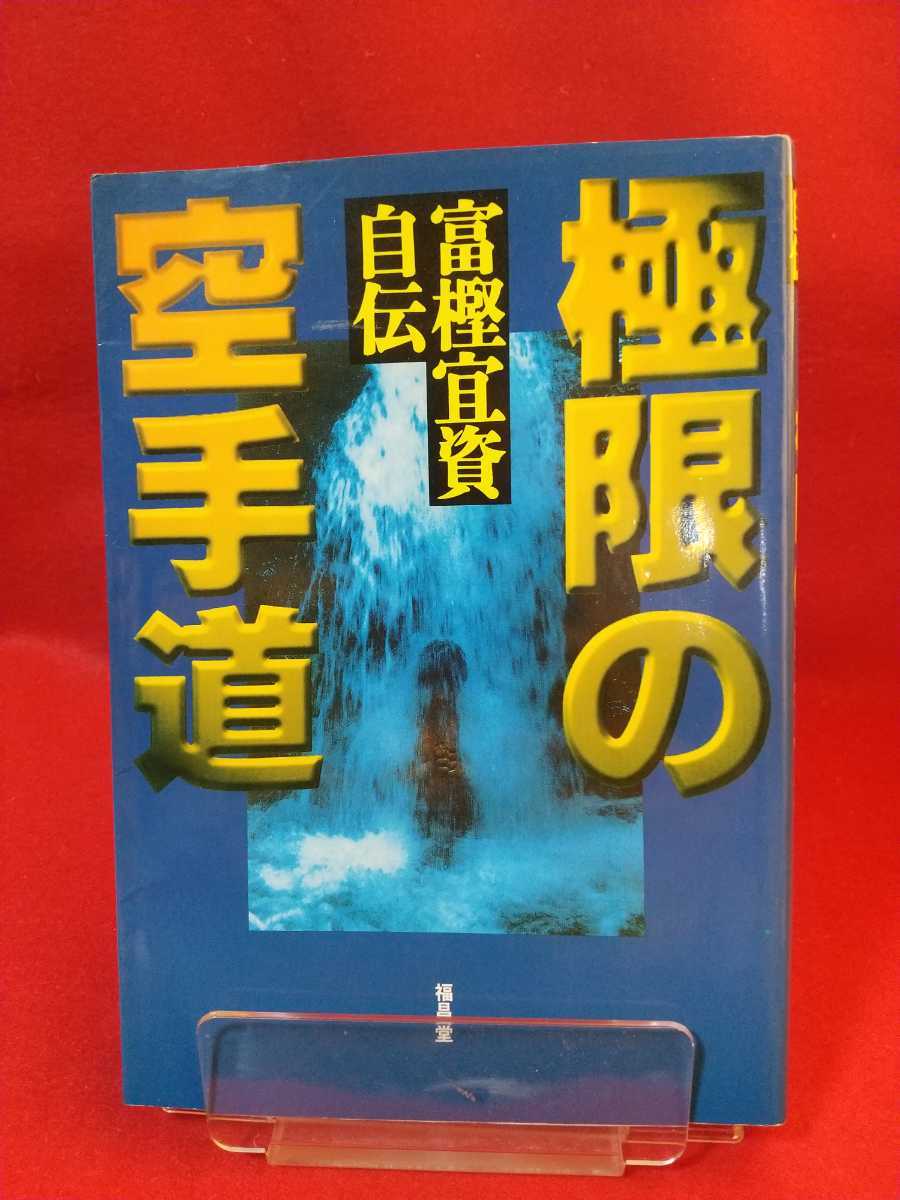 極限の
富樫宜資
自伝
空手道
福昌堂